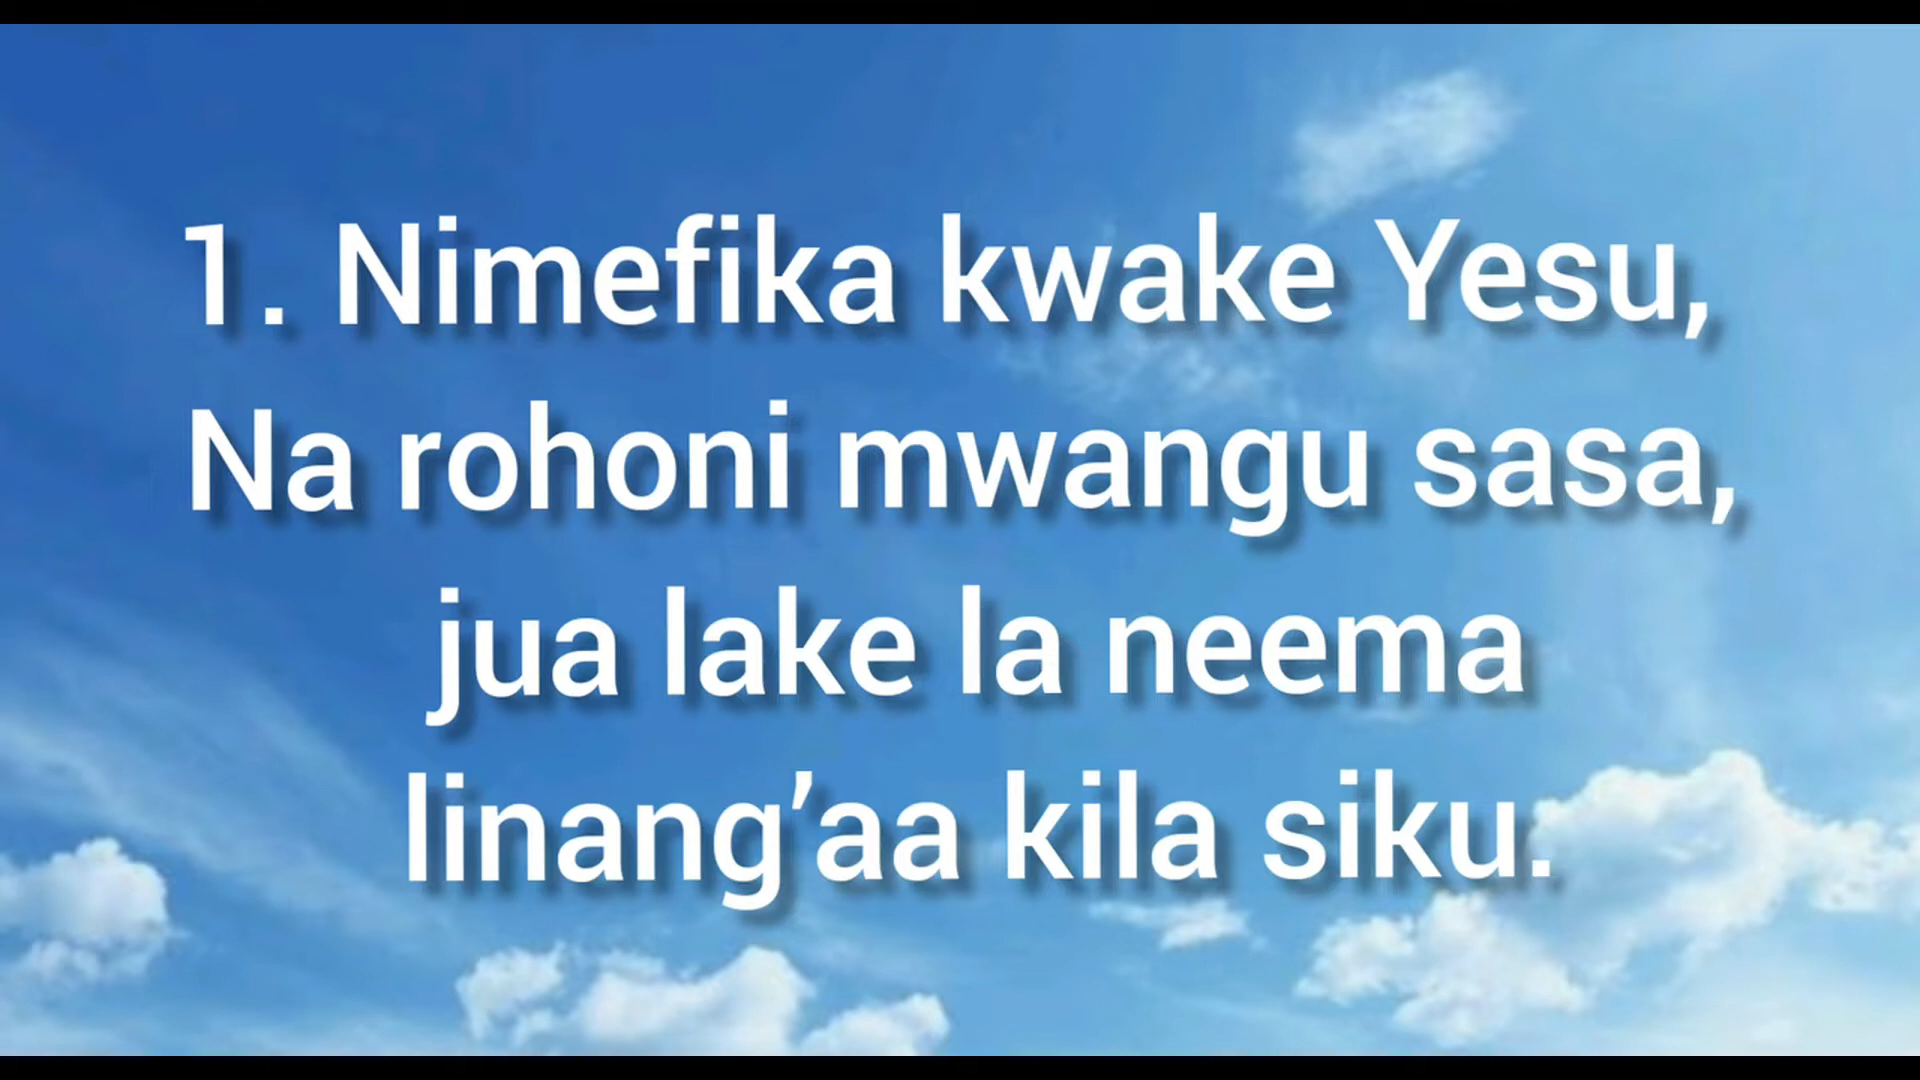 1. Nimefika kwake Yesu,
Na rohoni mwangu sasa,
jua lake la neema
linang’aa kila siku.